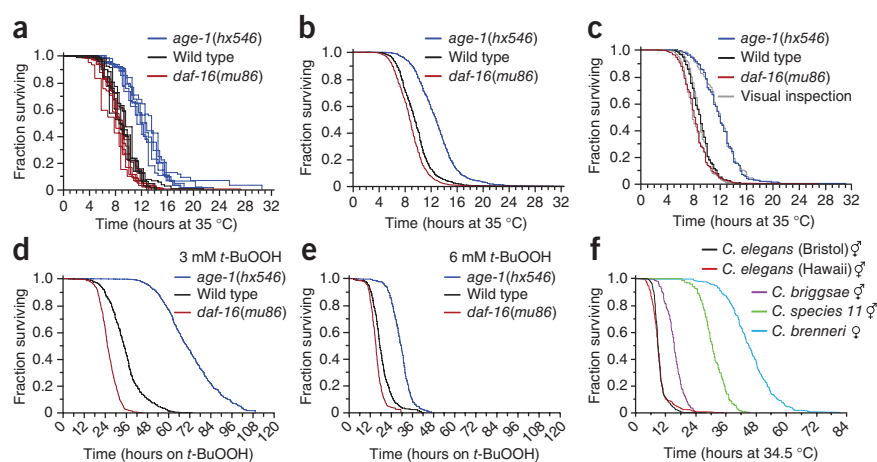 a
age-1(hx546)
Wild type
daf-16(mu86)
Fraction surviving
1.0
0.8
0.6
0.4
0.2
0
0 4 8 12 16 20 24 28 32
Time (hours at 35 °C)
b
age-1(hx546)
Wild type
daf-16(mu86)
Fraction surviving
1.0
0.8
0.6
0.4
0.2
0
0 4 8 12 16 20 24 28 32
Time (hours at 35 °C)
c
age-1(hx546)
Wild type
daf-16(mu86)
Visual inspection
Fraction surviving
1.0
0.8
0.6
0.4
0.2
0
0 4 8 12 16 20 24 28 32
Time (hours at 35 °C)
d
3 mM t-BuOOH
age-1(hx546)
Wild type
daf-16(mu86)
Fraction surviving
1.0
0.8
0.6
0.4
0.2
0
0 12 24 36 48 60 72 84 96 108 120
Time (hours on t-BuOOH)
e
6 mM t-BuOOH
age-1(hx546)
Wild type
daf-16(mu86)
Fraction surviving
1.0
0.8
0.6
0.4
0.2
0
0 12 24 36 48 60 72 84 96 108 120
Time (hours on t-BuOOH)
f
C. elegans (Bristol) ⚥
C. elegans (Hawaii) ⚥
C. briggsae ⚥
C. species 11 ⚥
C. brenneri ♀
Fraction surviving
1.0
0.8
0.6
0.4
0.2
0
0 12 24 36 48 60 72 84
Time (hours at 34.5 °C)